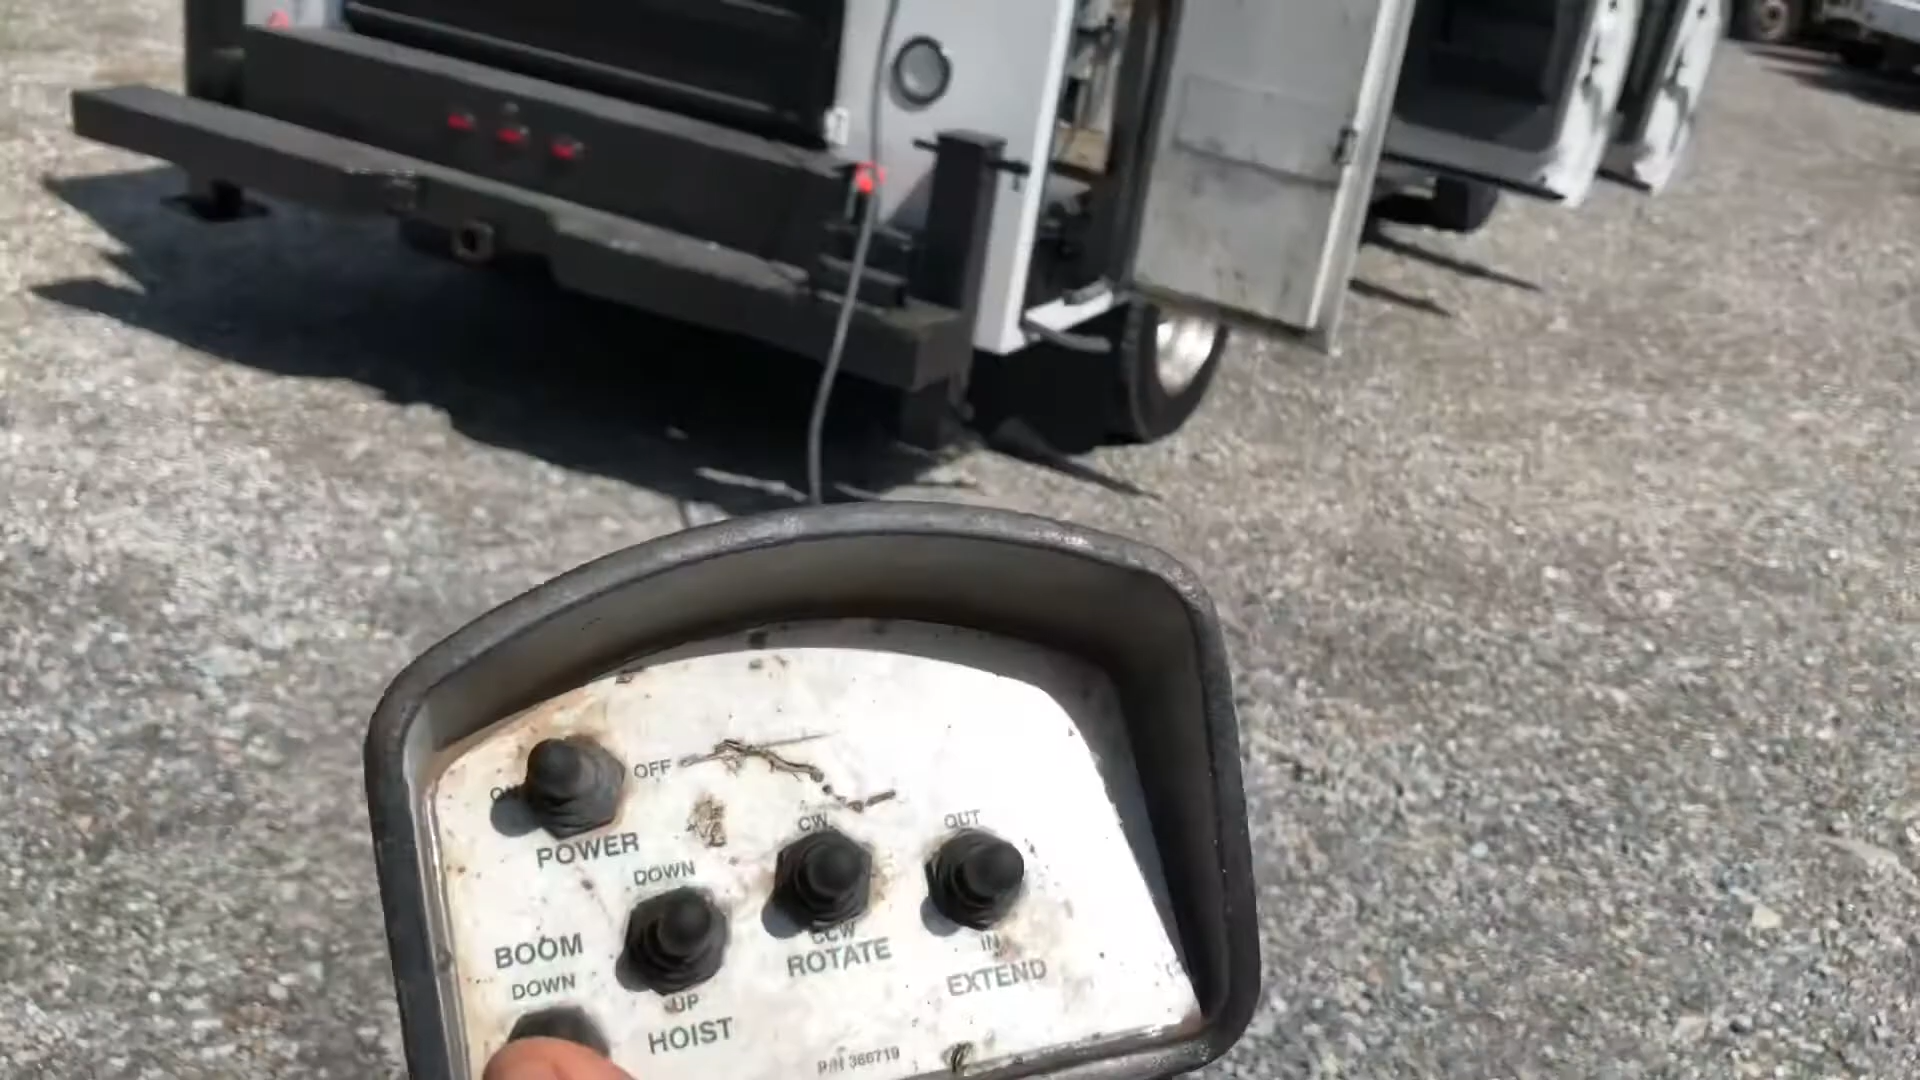 OFF
POWER
DOWN
CW
OUT
BOOM
DOWN
UP
HOIST
CCW
ROTATE
IN
EXTEND
P/N 366719